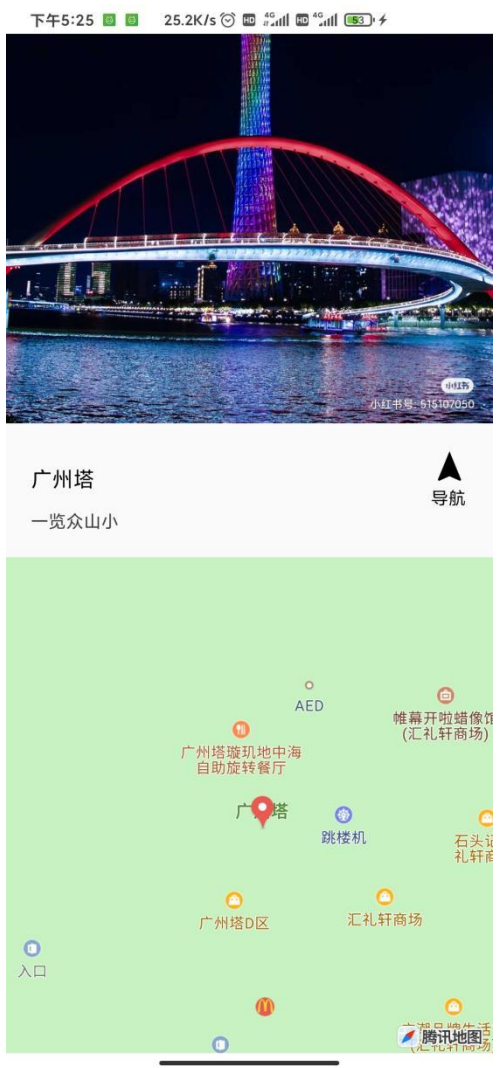 下午5:25
25.2K/s
HD 4G HD 4G 53
小红书
小红书号: 515107050
广州塔
导航
一览众山小
AED
帷幕开啦蜡像馆
(汇礼轩商场)
广州塔璇玑地中海
自助旋转餐厅
广
塔
跳楼机
石头记
礼轩商
广州塔D区
汇礼轩商场
入口
腾讯地图